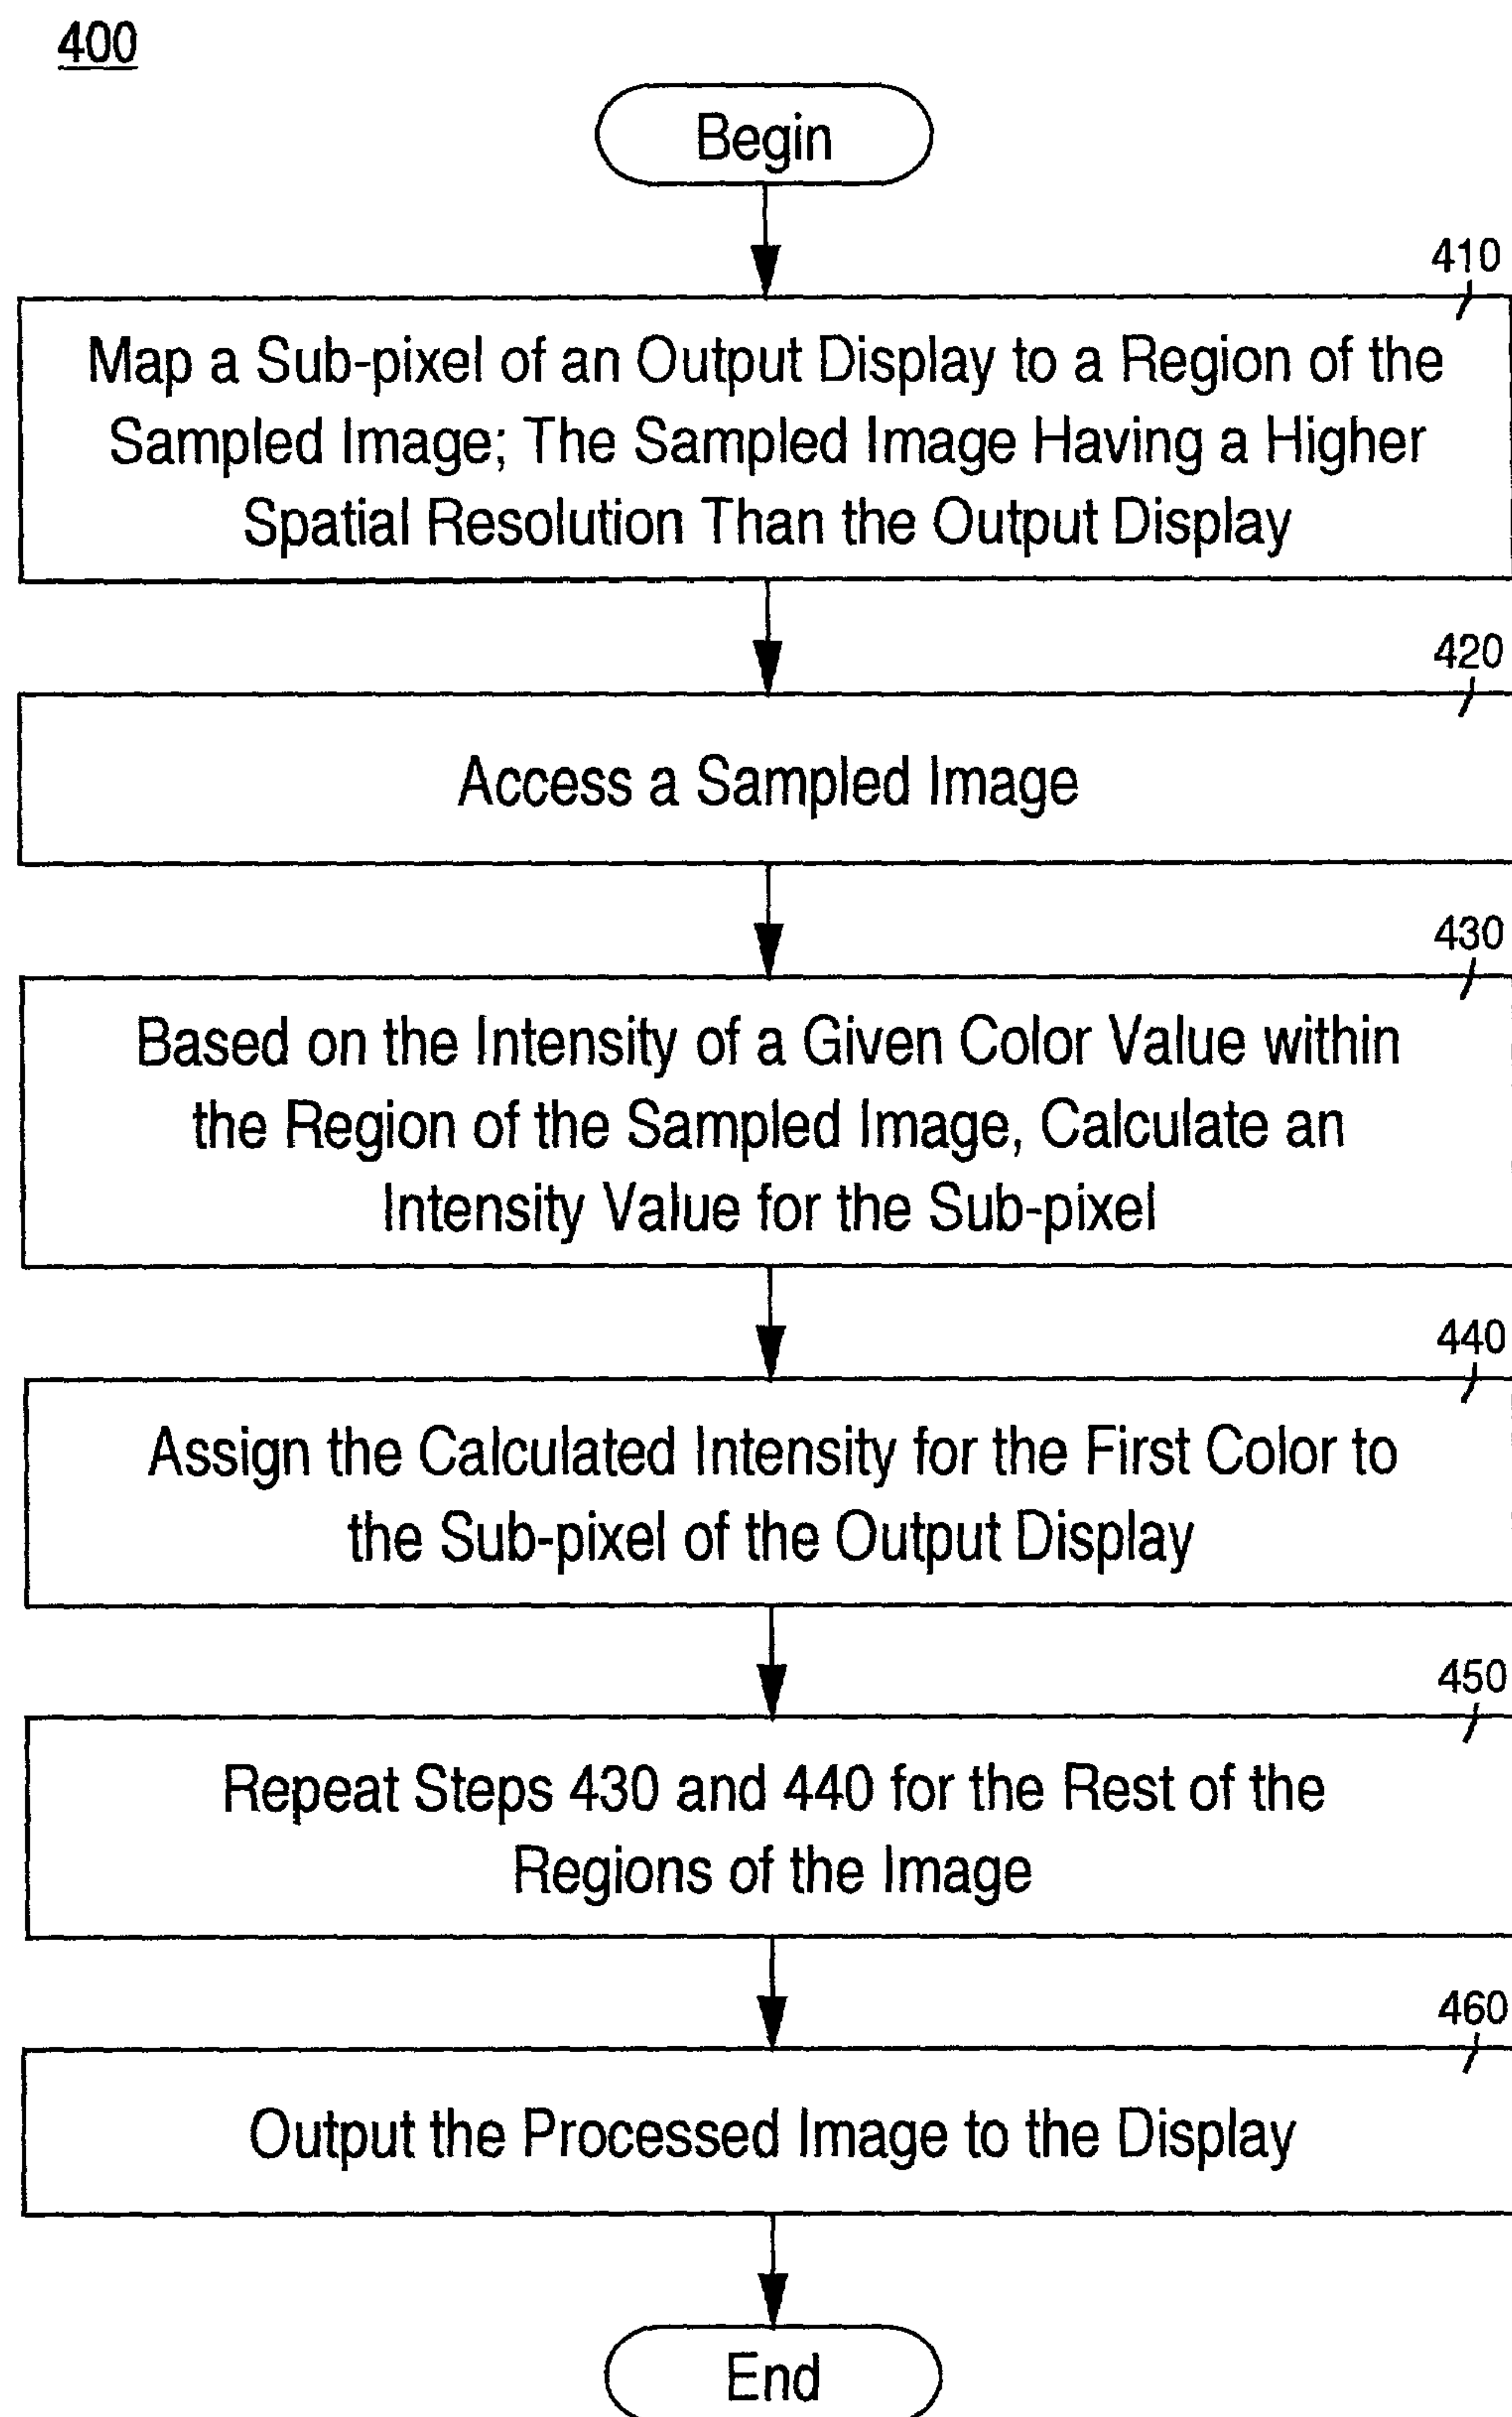 400
Begin
410
Map a Sub-pixel of an Output Display to a Region of the
Sampled Image; The Sampled Image Having a Higher
Spatial Resolution Than the Output Display
420
Access a Sampled Image
430
Based on the Intensity of a Given Color Value within
the Region of the Sampled Image, Calculate an
Intensity Value for the Sub-pixel
440
Assign the Calculated Intensity for the First Color to
the Sub-pixel of the Output Display
450
Repeat Steps 430 and 440 for the Rest of the
Regions of the Image
460
Output the Processed Image to the Display
End